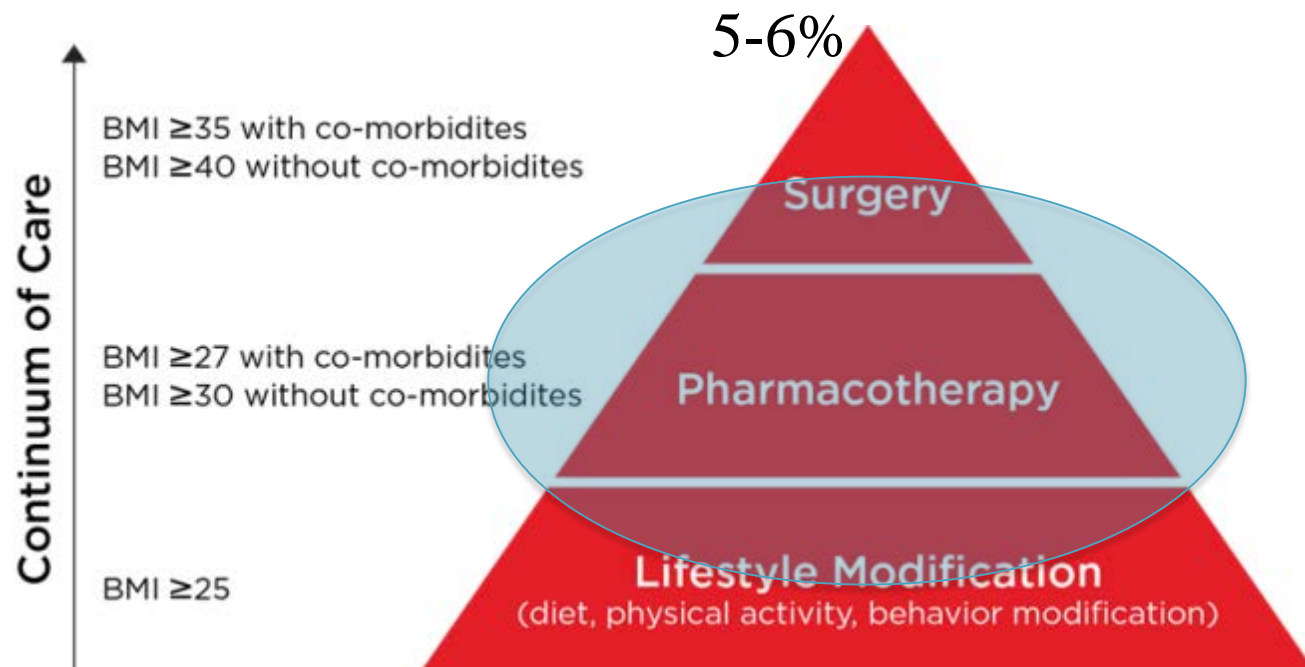 5-6%
BMI ≥35 with co-morbidites
BMI ≥40 without co-morbidites
Surgery
Continuum of Care
BMI ≥27 with co-morbidites
BMI ≥30 without co-morbidites
Pharmacotherapy
BMI ≥25
Lifestyle Modification
(diet, physical activity, behavior modification)